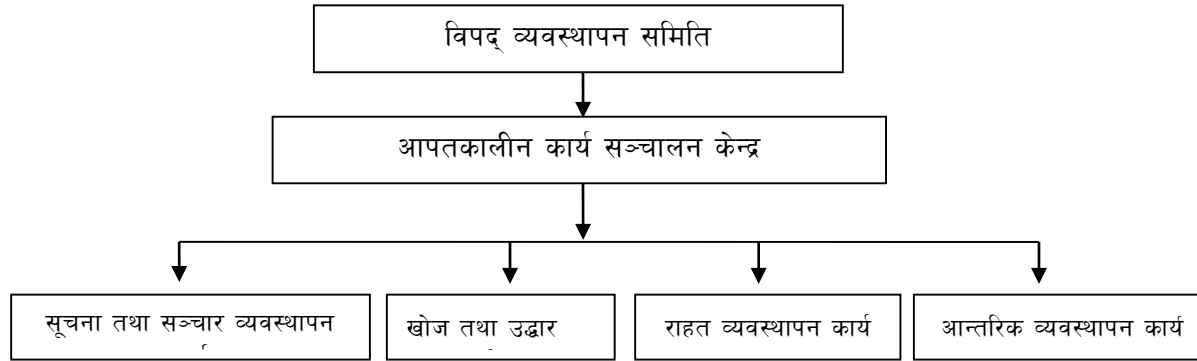 विपद् व्यवस्थापन समिति
आपतकालीन कार्य सञ्चालन केन्द्र
सूचना तथा सञ्चार व्यवस्थापन
खोज तथा उद्धार
राहत व्यवस्थापन कार्य
आन्तरिक व्यवस्थापन कार्य